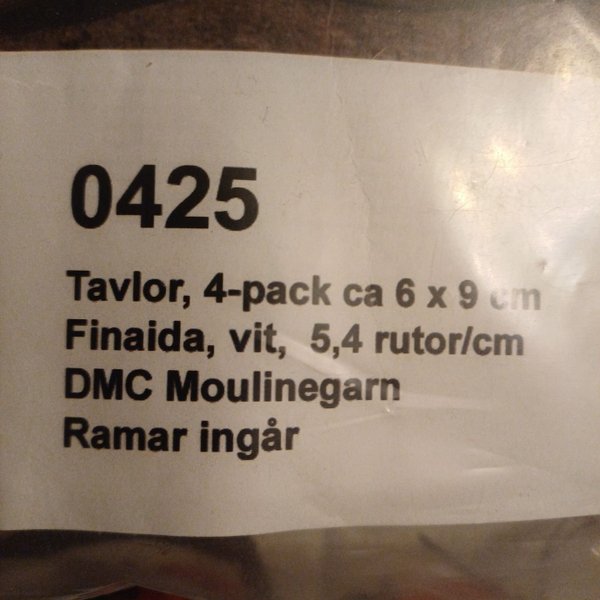 0425
Tavlor, 4-pack ca 6 x 9 cm
Finaida, vit, 5,4 rutor/cm
DMC Moulinegarn
Ramar ingår